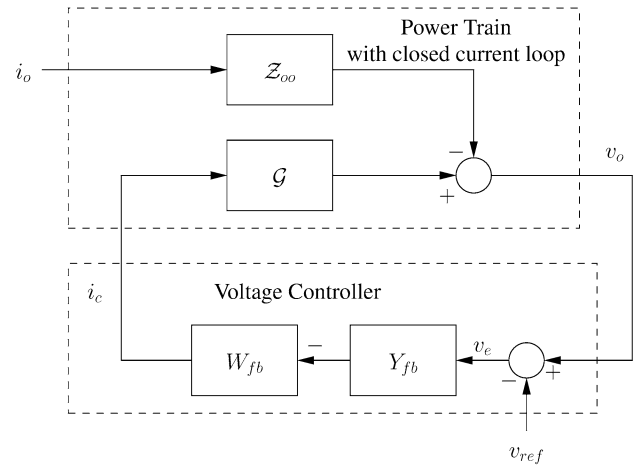 Power Train
with closed current loop
i_o
Z_oo
−
v_o
G
+
i_c
Voltage Controller
W_fb
−
Y_fb
v_e
−
+
v_ref